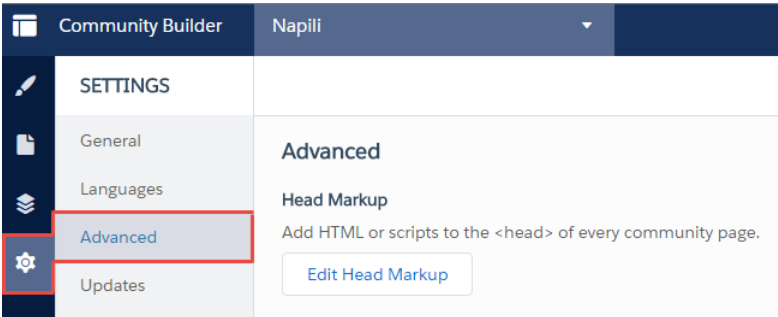 Community Builder
Napili
SETTINGS
General
Languages
Advanced
Updates
Advanced
Head Markup
Add HTML or scripts to the <head> of every community page.
Edit Head Markup